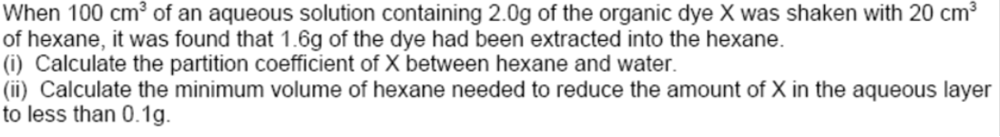 When 100 cm³ of an aqueous solution containing 2.0g of the organic dye X was shaken with 20 cm³
of hexane, it was found that 1.6g of the dye had been extracted into the hexane.
(i) Calculate the partition coefficient of X between hexane and water.
(ii) Calculate the minimum volume of hexane needed to reduce the amount of X in the aqueous layer
to less than 0.1g.